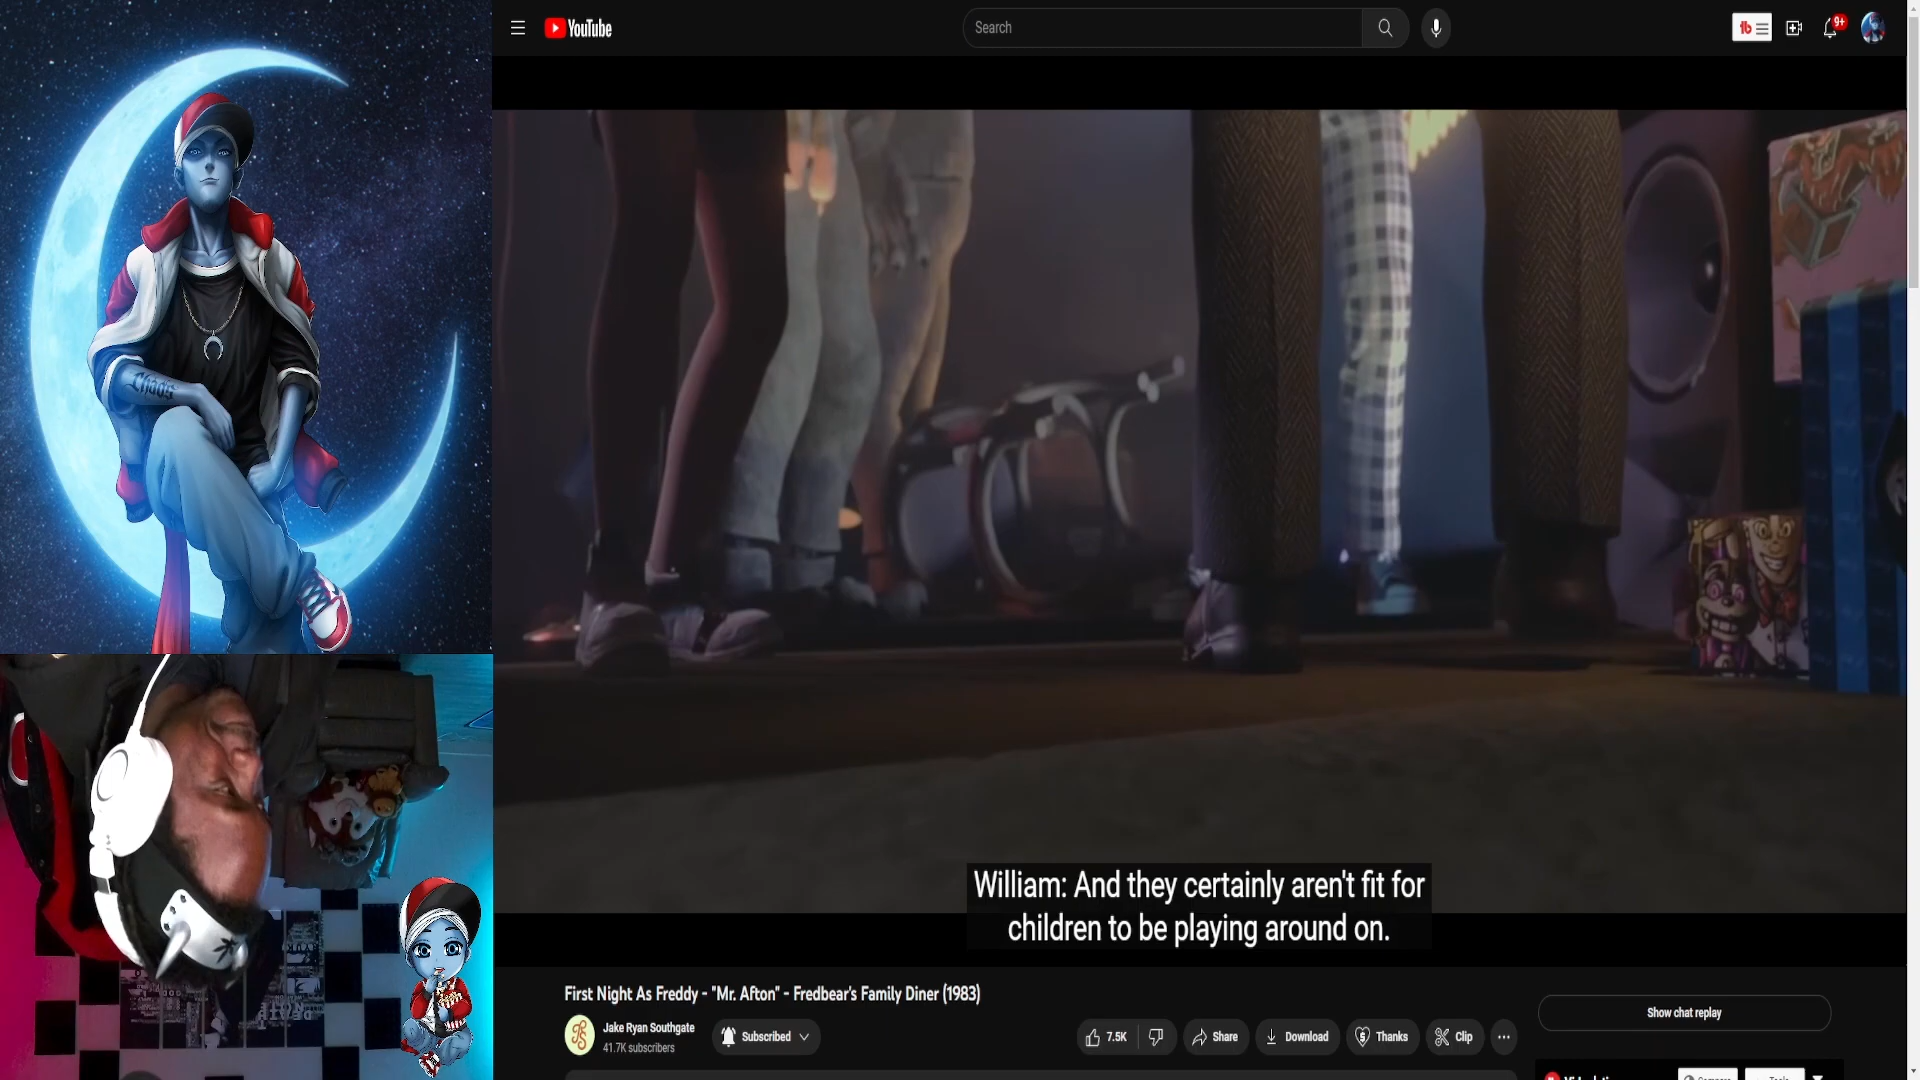 YouTube
Search
tb
9+
Chaos
William: And they certainly aren't fit for
children to be playing around on.
First Night As Freddy - "Mr. Afton" - Fredbear's Family Diner (1983)
Jake Ryan Southgate
41.7K subscribers
Subscribed
7.5K
Share
Download
Thanks
Clip
Show chat replay